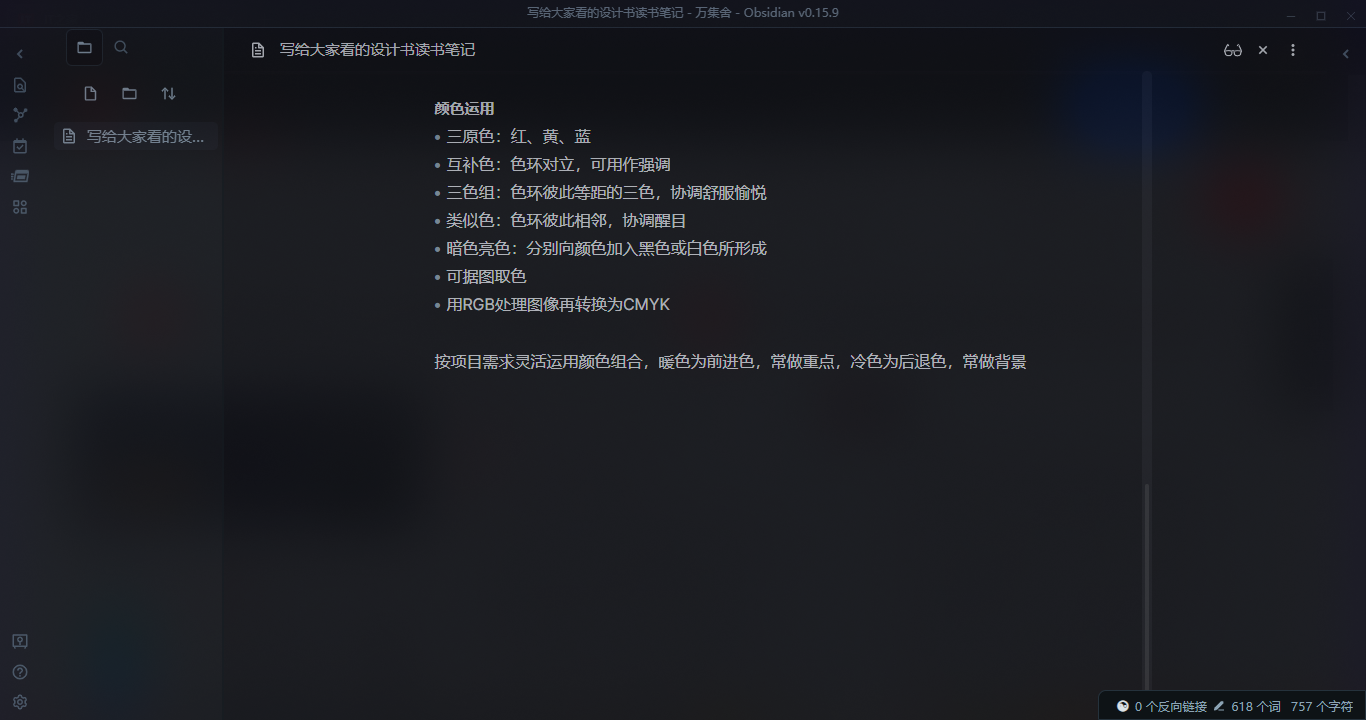 写给大家看的设计书读书笔记 - 万集舍 - Obsidian v0.15.9
写给大家看的设计书读书笔记
写给大家看的设...
颜色运用
• 三原色：红、黄、蓝
• 互补色：色环对立，可用作强调
• 三色组：色环彼此等距的三色，协调舒服愉悦
• 类似色：色环彼此相邻，协调醒目
• 暗色亮色：分别向颜色加入黑色或白色所形成
• 可据图取色
• 用RGB处理图像再转换为CMYK
按项目需求灵活运用颜色组合，暖色为前进色，常做重点，冷色为后退色，常做背景
0 个反向链接 618 个词 757 个字符